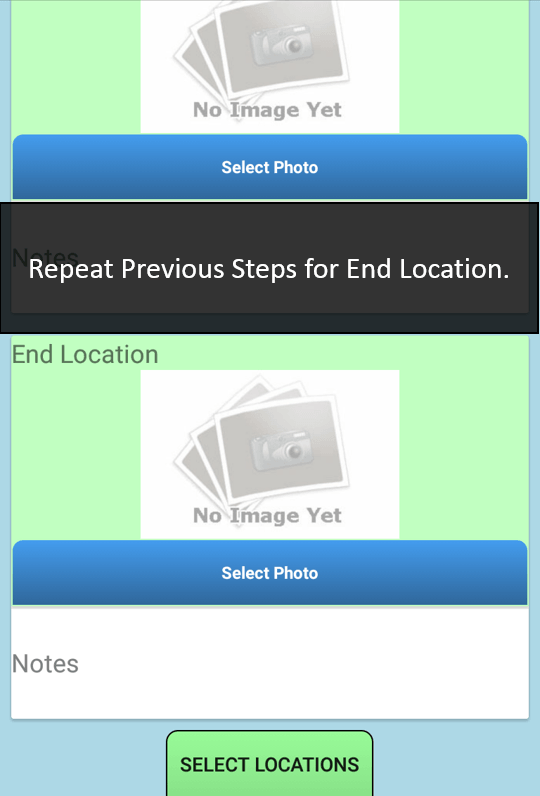 No Image Yet
Select Photo
Notes
Repeat Previous Steps for End Location.
End Location
No Image Yet
Select Photo
Notes
SELECT LOCATIONS